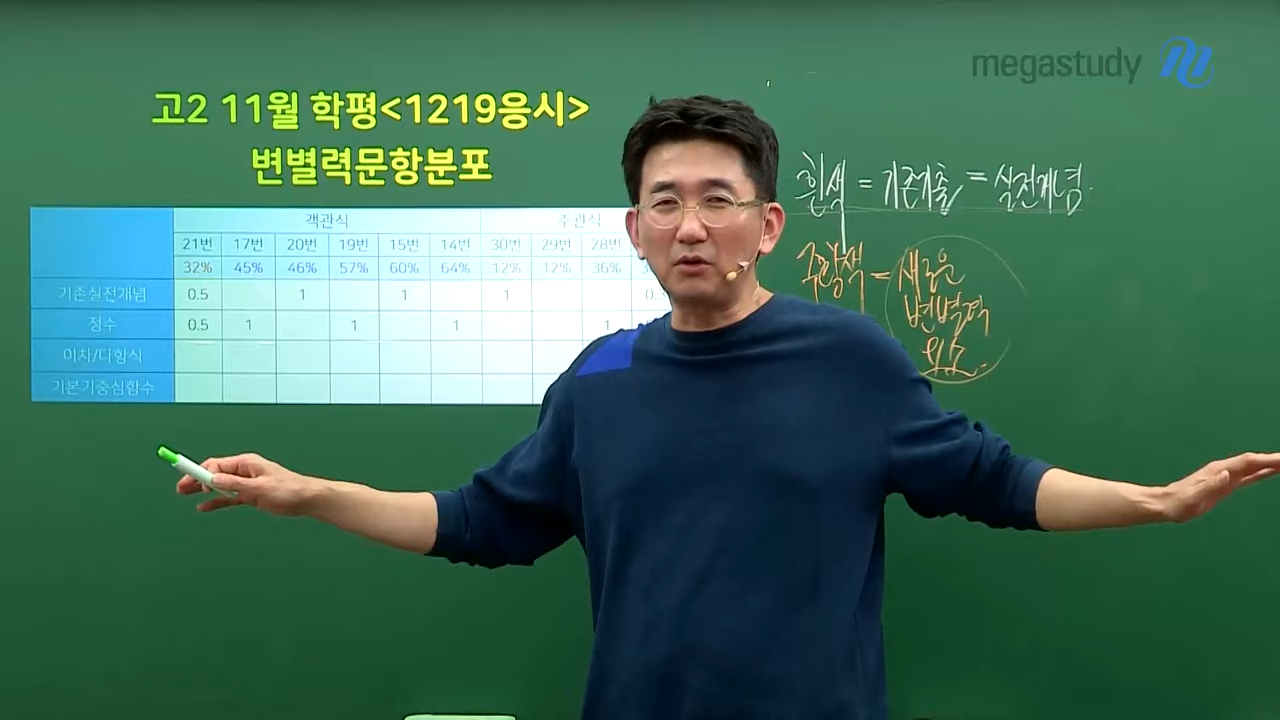 megastudy
고2 11월 학평<1219응시>
변별력문항분포
객관식 주관식
21번 17번 20번 19번 15번 14번 30번 29번 28번
32% 45% 46% 57% 60% 64% 12% 12% 36%
기존실전개념 0.5 1 1 1
정수 0.5 1 1 1 1
이차/다항식
기본기중심함수
흰색 = 기존기출 = 실전개념.
주황색 = 새로운
변별력
요소.